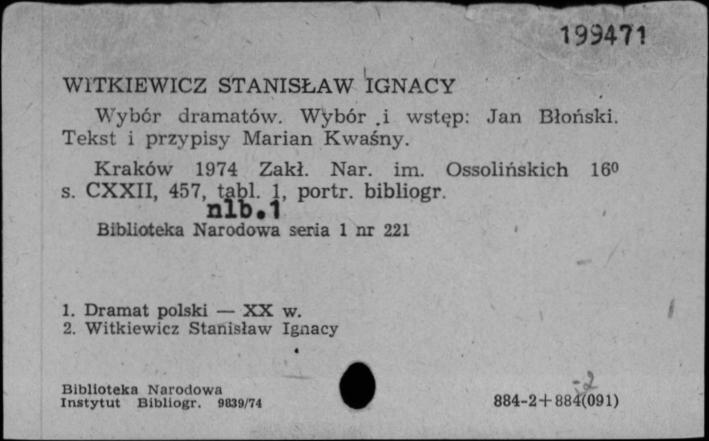 199471
WITKIEWICZ STANISŁAW IGNACY
Wybór dramatów. Wybór i wstęp: Jan Błoński.
Tekst i przypisy Marian Kwaśny.
Kraków 1974 Zakł. Nar. im. Ossolińskich 16⁰
s. CXXII, 457, tabl. 1, portr. bibliogr.
nlb.1
Biblioteka Narodowa seria 1 nr 221
1. Dramat polski — XX w.
2. Witkiewicz Stanisław Ignacy
-2
Biblioteka Narodowa
Instytut Bibliogr. 9839/74
884-2+884(091)